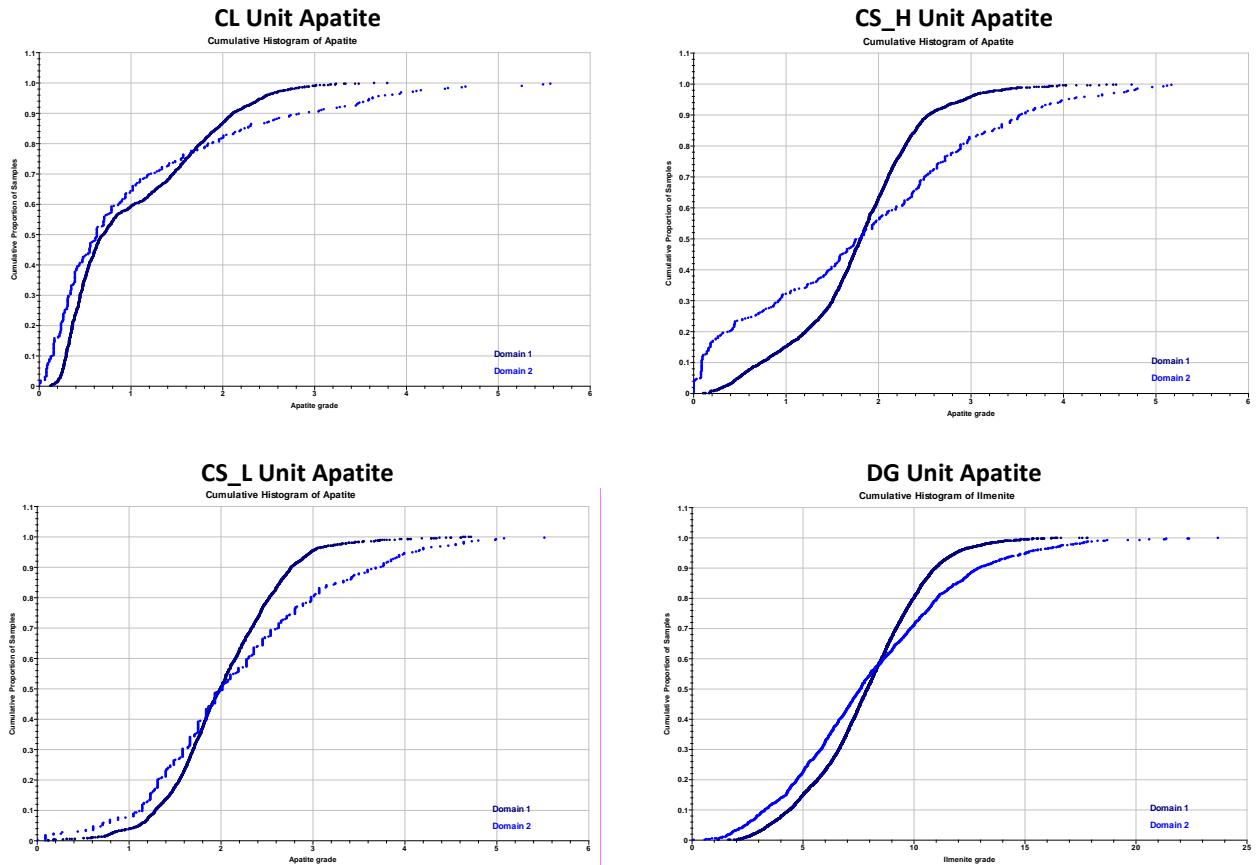 CL Unit Apatite
Cumulative Histogram of Apatite
Cumulative Proportion of Samples
1.1
1.0
0.9
0.8
0.7
0.6
0.5
0.4
0.3
0.2
0.1
0
0 1 2 3 4 5 6
Apatite grade
Domain 1
Domain 2
CS_H Unit Apatite
Cumulative Histogram of Apatite
Cumulative Proportion of Samples
1.1
1.0
0.9
0.8
0.7
0.6
0.5
0.4
0.3
0.2
0.1
0
0 1 2 3 4 5 6
Apatite grade
Domain 1
Domain 2
CS_L Unit Apatite
Cumulative Histogram of Apatite
Cumulative Proportion of Samples
1.1
1.0
0.9
0.8
0.7
0.6
0.5
0.4
0.3
0.2
0.1
0
0 1 2 3 4 5 6
Apatite grade
Domain 1
Domain 2
DG Unit Apatite
Cumulative Histogram of Ilmenite
Cumulative Proportion of Samples
1.1
1.0
0.9
0.8
0.7
0.6
0.5
0.4
0.3
0.2
0.1
0
0 5 10 15 20 25
Ilmenite grade
Domain 1
Domain 2